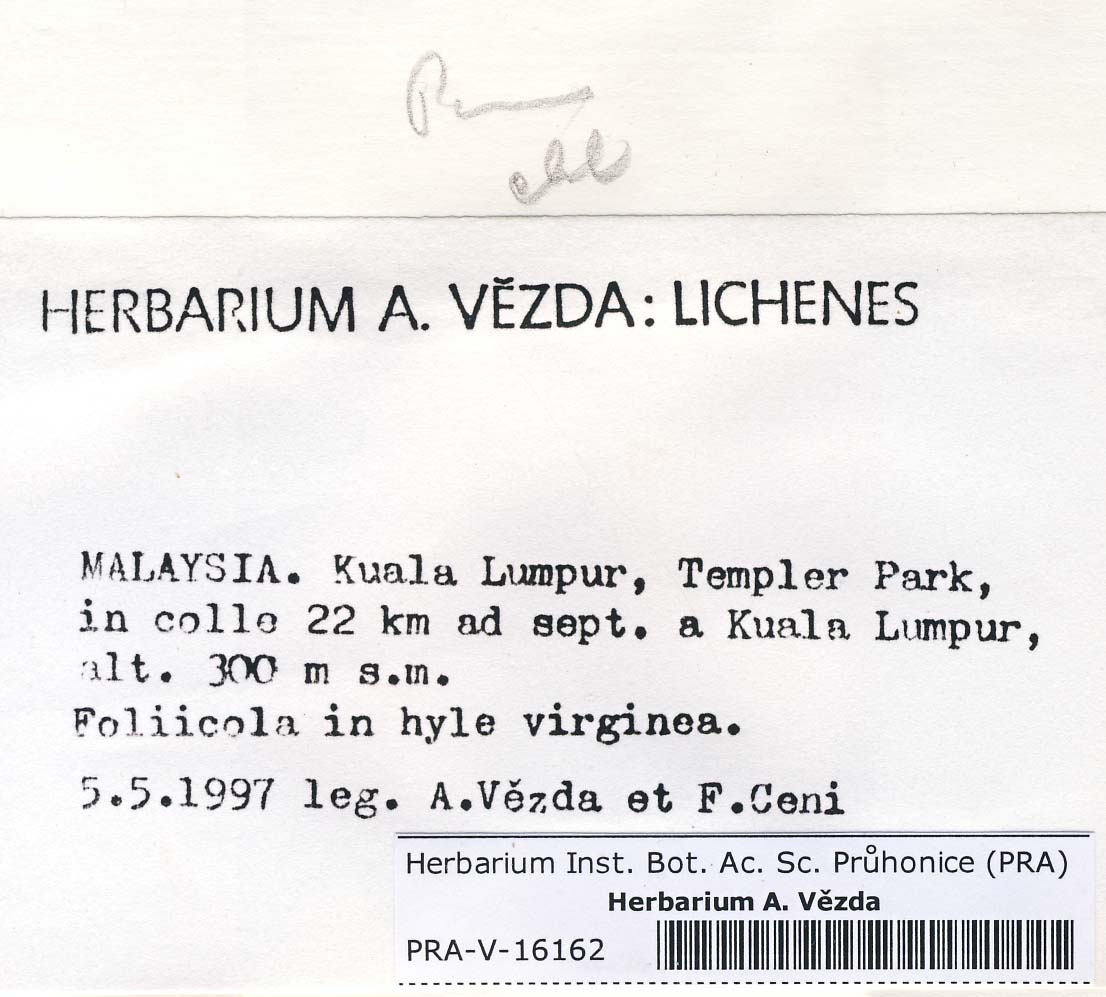 HERBARIUM A. VĚZDA: LICHENES
MALAYSIA. Kuala Lumpur, Templer Park,
in colle 22 km ad sept. a Kuala Lumpur,
alt. 300 m s.m.
Foliicola in hyle virginea.
5.5.1997 leg. A.Vězda et F.Ceni
Herbarium Inst. Bot. Ac. Sc. Průhonice (PRA)
Herbarium A. Vězda
PRA-V-16162